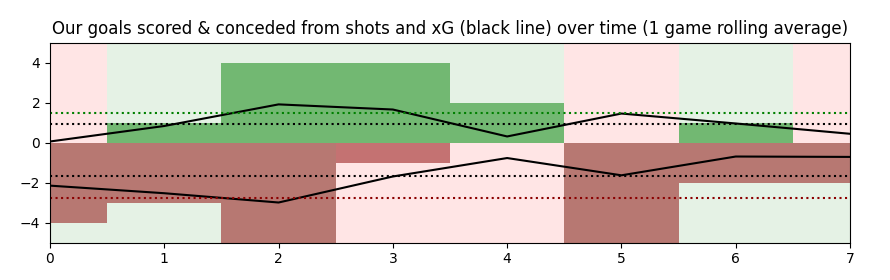 Our goals scored & conceded from shots and xG (black line) over time (1 game rolling average)
4
2
0
−2
−4
0 1 2 3 4 5 6 7